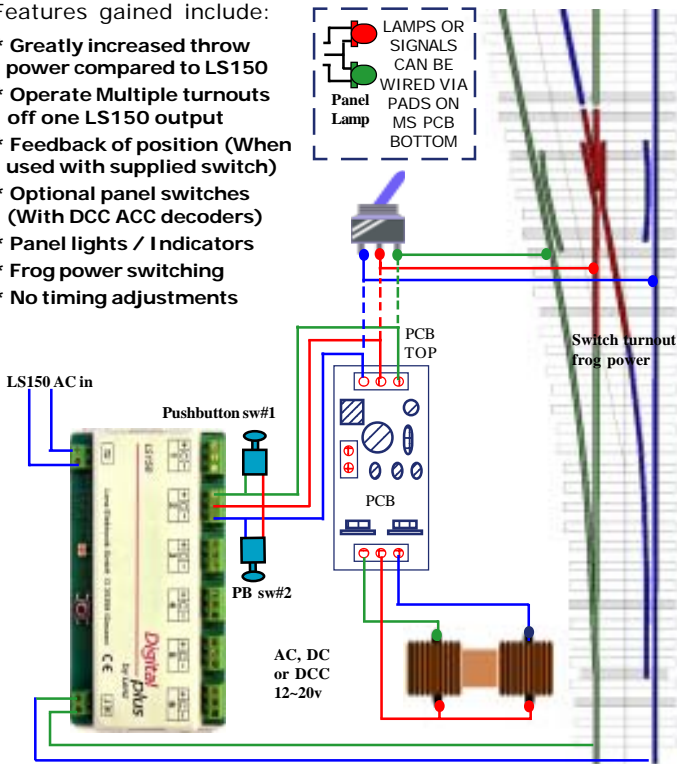 Features gained include:
* Greatly increased throw
power compared to LS150
* Operate Multiple turnouts
off one LS150 output
* Feedback of position (When
used with supplied switch)
* Optional panel switches
(With DCC ACC decoders)
* Panel lights / Indicators
* Frog power switching
* No timing adjustments
Panel
Lamp
LAMPS OR
SIGNALS
CAN BE
WIRED VIA
PADS ON
MS PCB
BOTTOM
PCB
TOP
Switch turnout
frog power
LS150 AC in
Pushbutton sw#1
LS150
Digital
plus
by Lenz
CE
PCB
PB sw#2
AC, DC
or DCC
12~20v